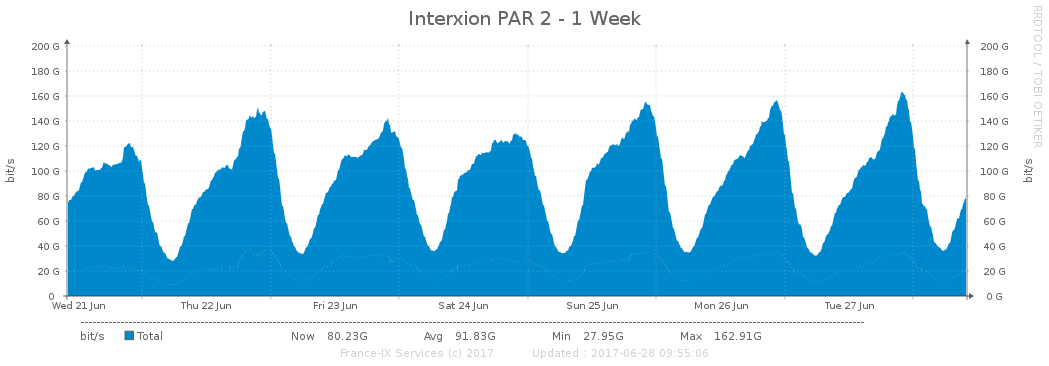 Interxion PAR 2 - 1 Week
RRDTOOL / TOBI OETIKER
bit/s
200 G 200 G
180 G 180 G
160 G 160 G
140 G 140 G
120 G 120 G
100 G 100 G
80 G 80 G
60 G 60 G
40 G 40 G
20 G 20 G
0 0 G
bit/s
Wed 21 Jun Thu 22 Jun Fri 23 Jun Sat 24 Jun Sun 25 Jun Mon 26 Jun Tue 27 Jun
bit/s Total Now 80.23G Avg 91.83G Min 27.95G Max 162.91G
France-IX Services (c) 2017 Updated : 2017-06-28 09:55:06